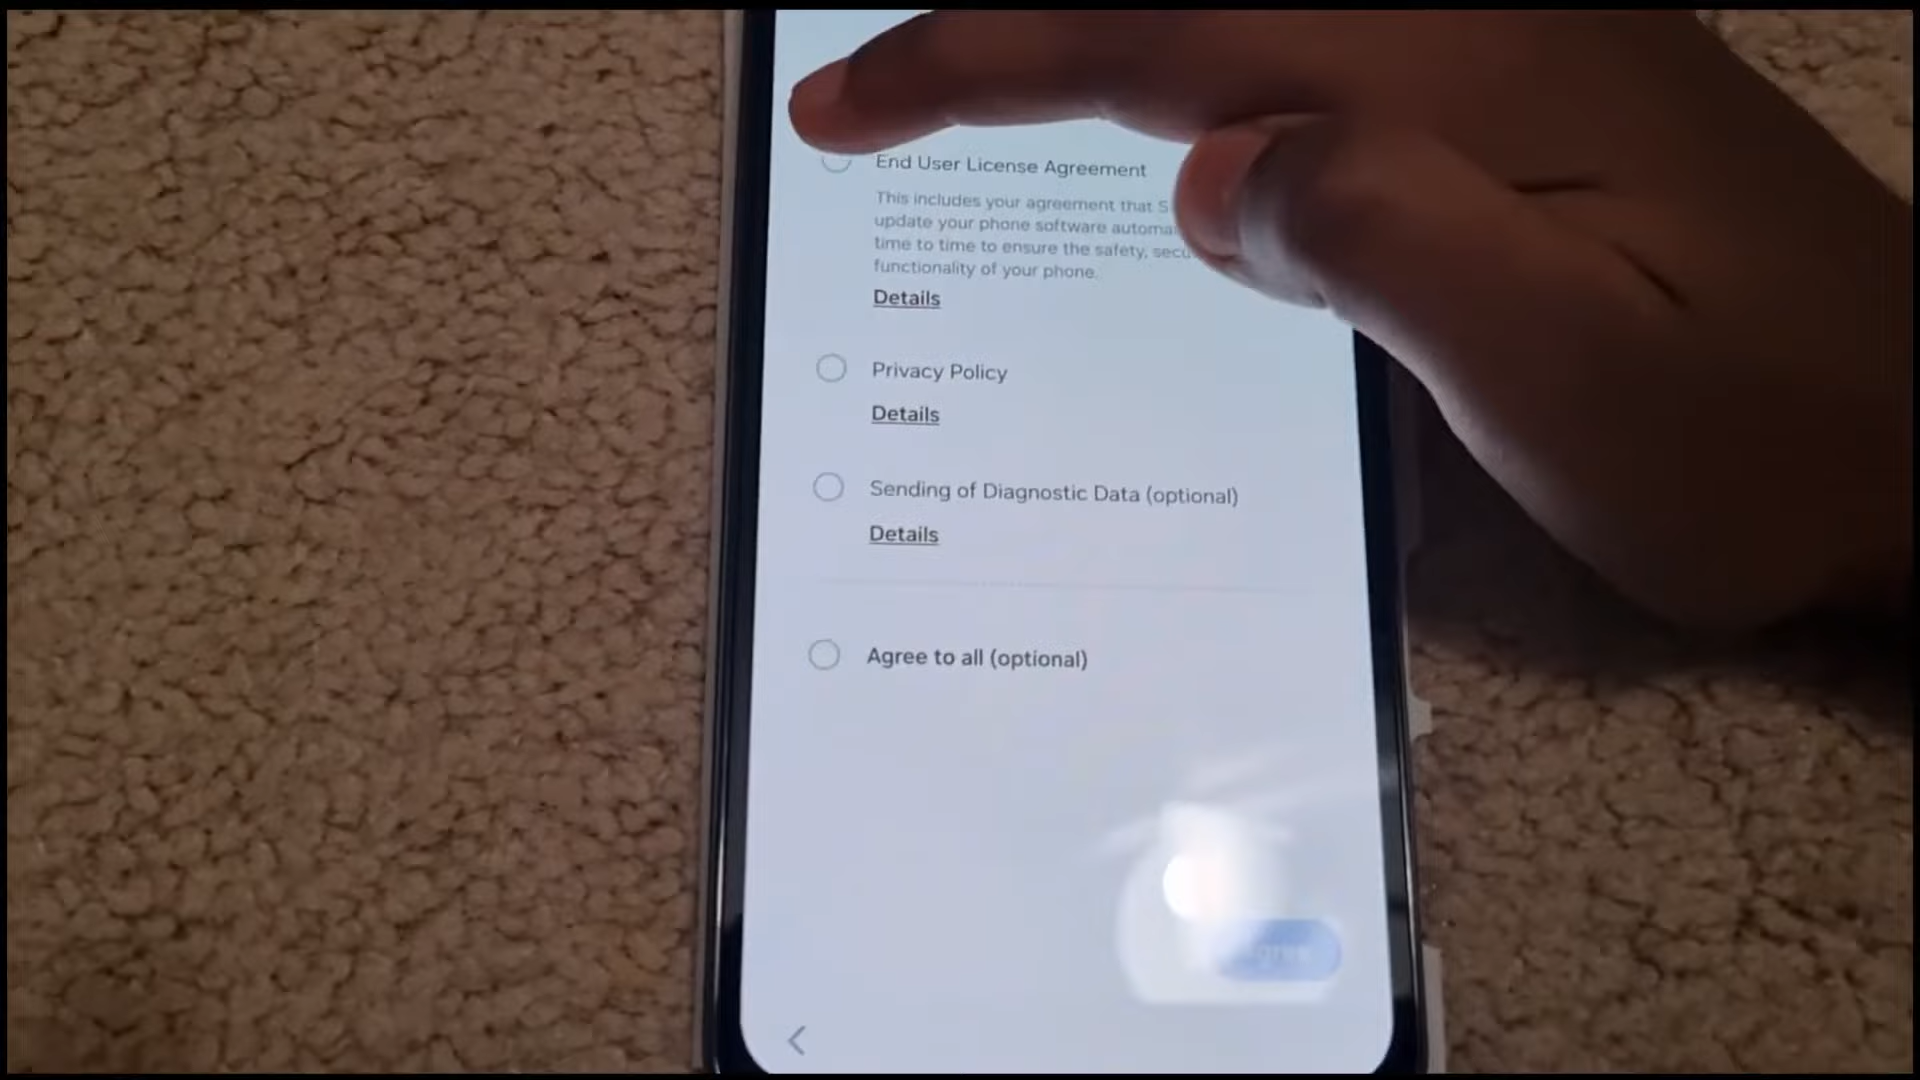 End User License Agreement
This includes your agreement that
update your phone software
time to time to ensure the safety,
functionality of your phone.
Details
Privacy Policy
Details
Sending of Diagnostic Data (optional)
Details
Agree to all (optional)